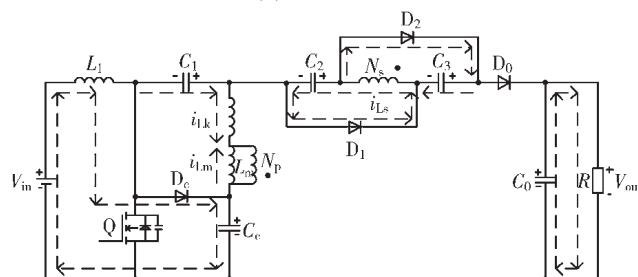 D2
L1 C1 C2 Ns C3 D0
- + - + - + 
iLk iLs
D1
iLm Lm Np
Vin + - Dc C0 + - R + - Vou
Q Cc + -